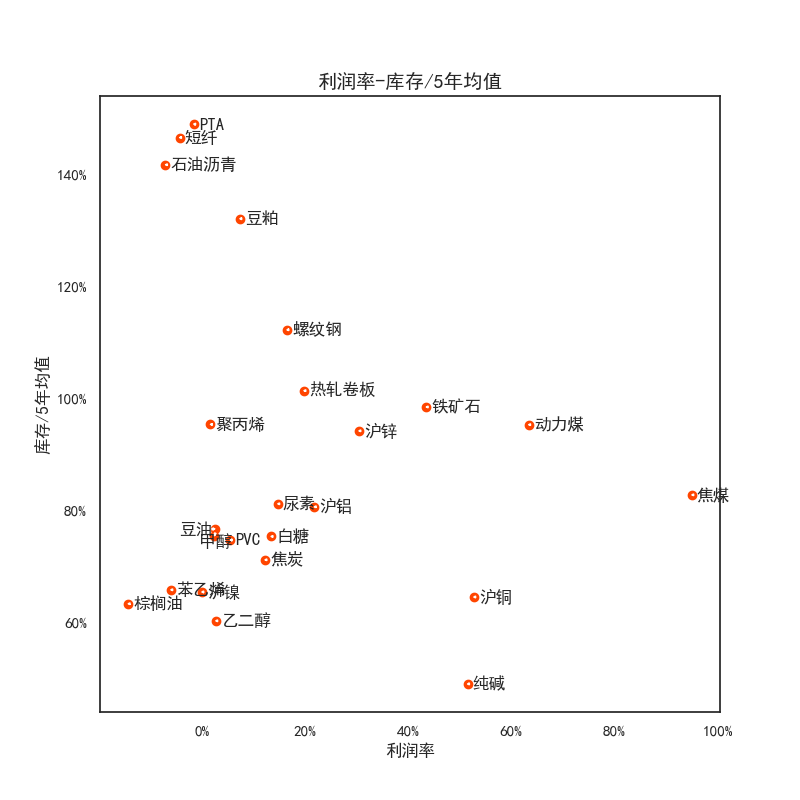 利润率-库存/5年均值
PTA
短纤
石油沥青
140%
豆粕
120%
螺纹钢
热轧卷板
100%
铁矿石
聚丙烯
沪锌
动力煤
库存/5年均值
焦煤
尿素
沪铝
80%
豆油
甲醇
PVC
白糖
焦炭
苯乙烯
沪镍
棕榈油
沪铜
乙二醇
60%
纯碱
0%
20%
40%
60%
80%
100%
利润率